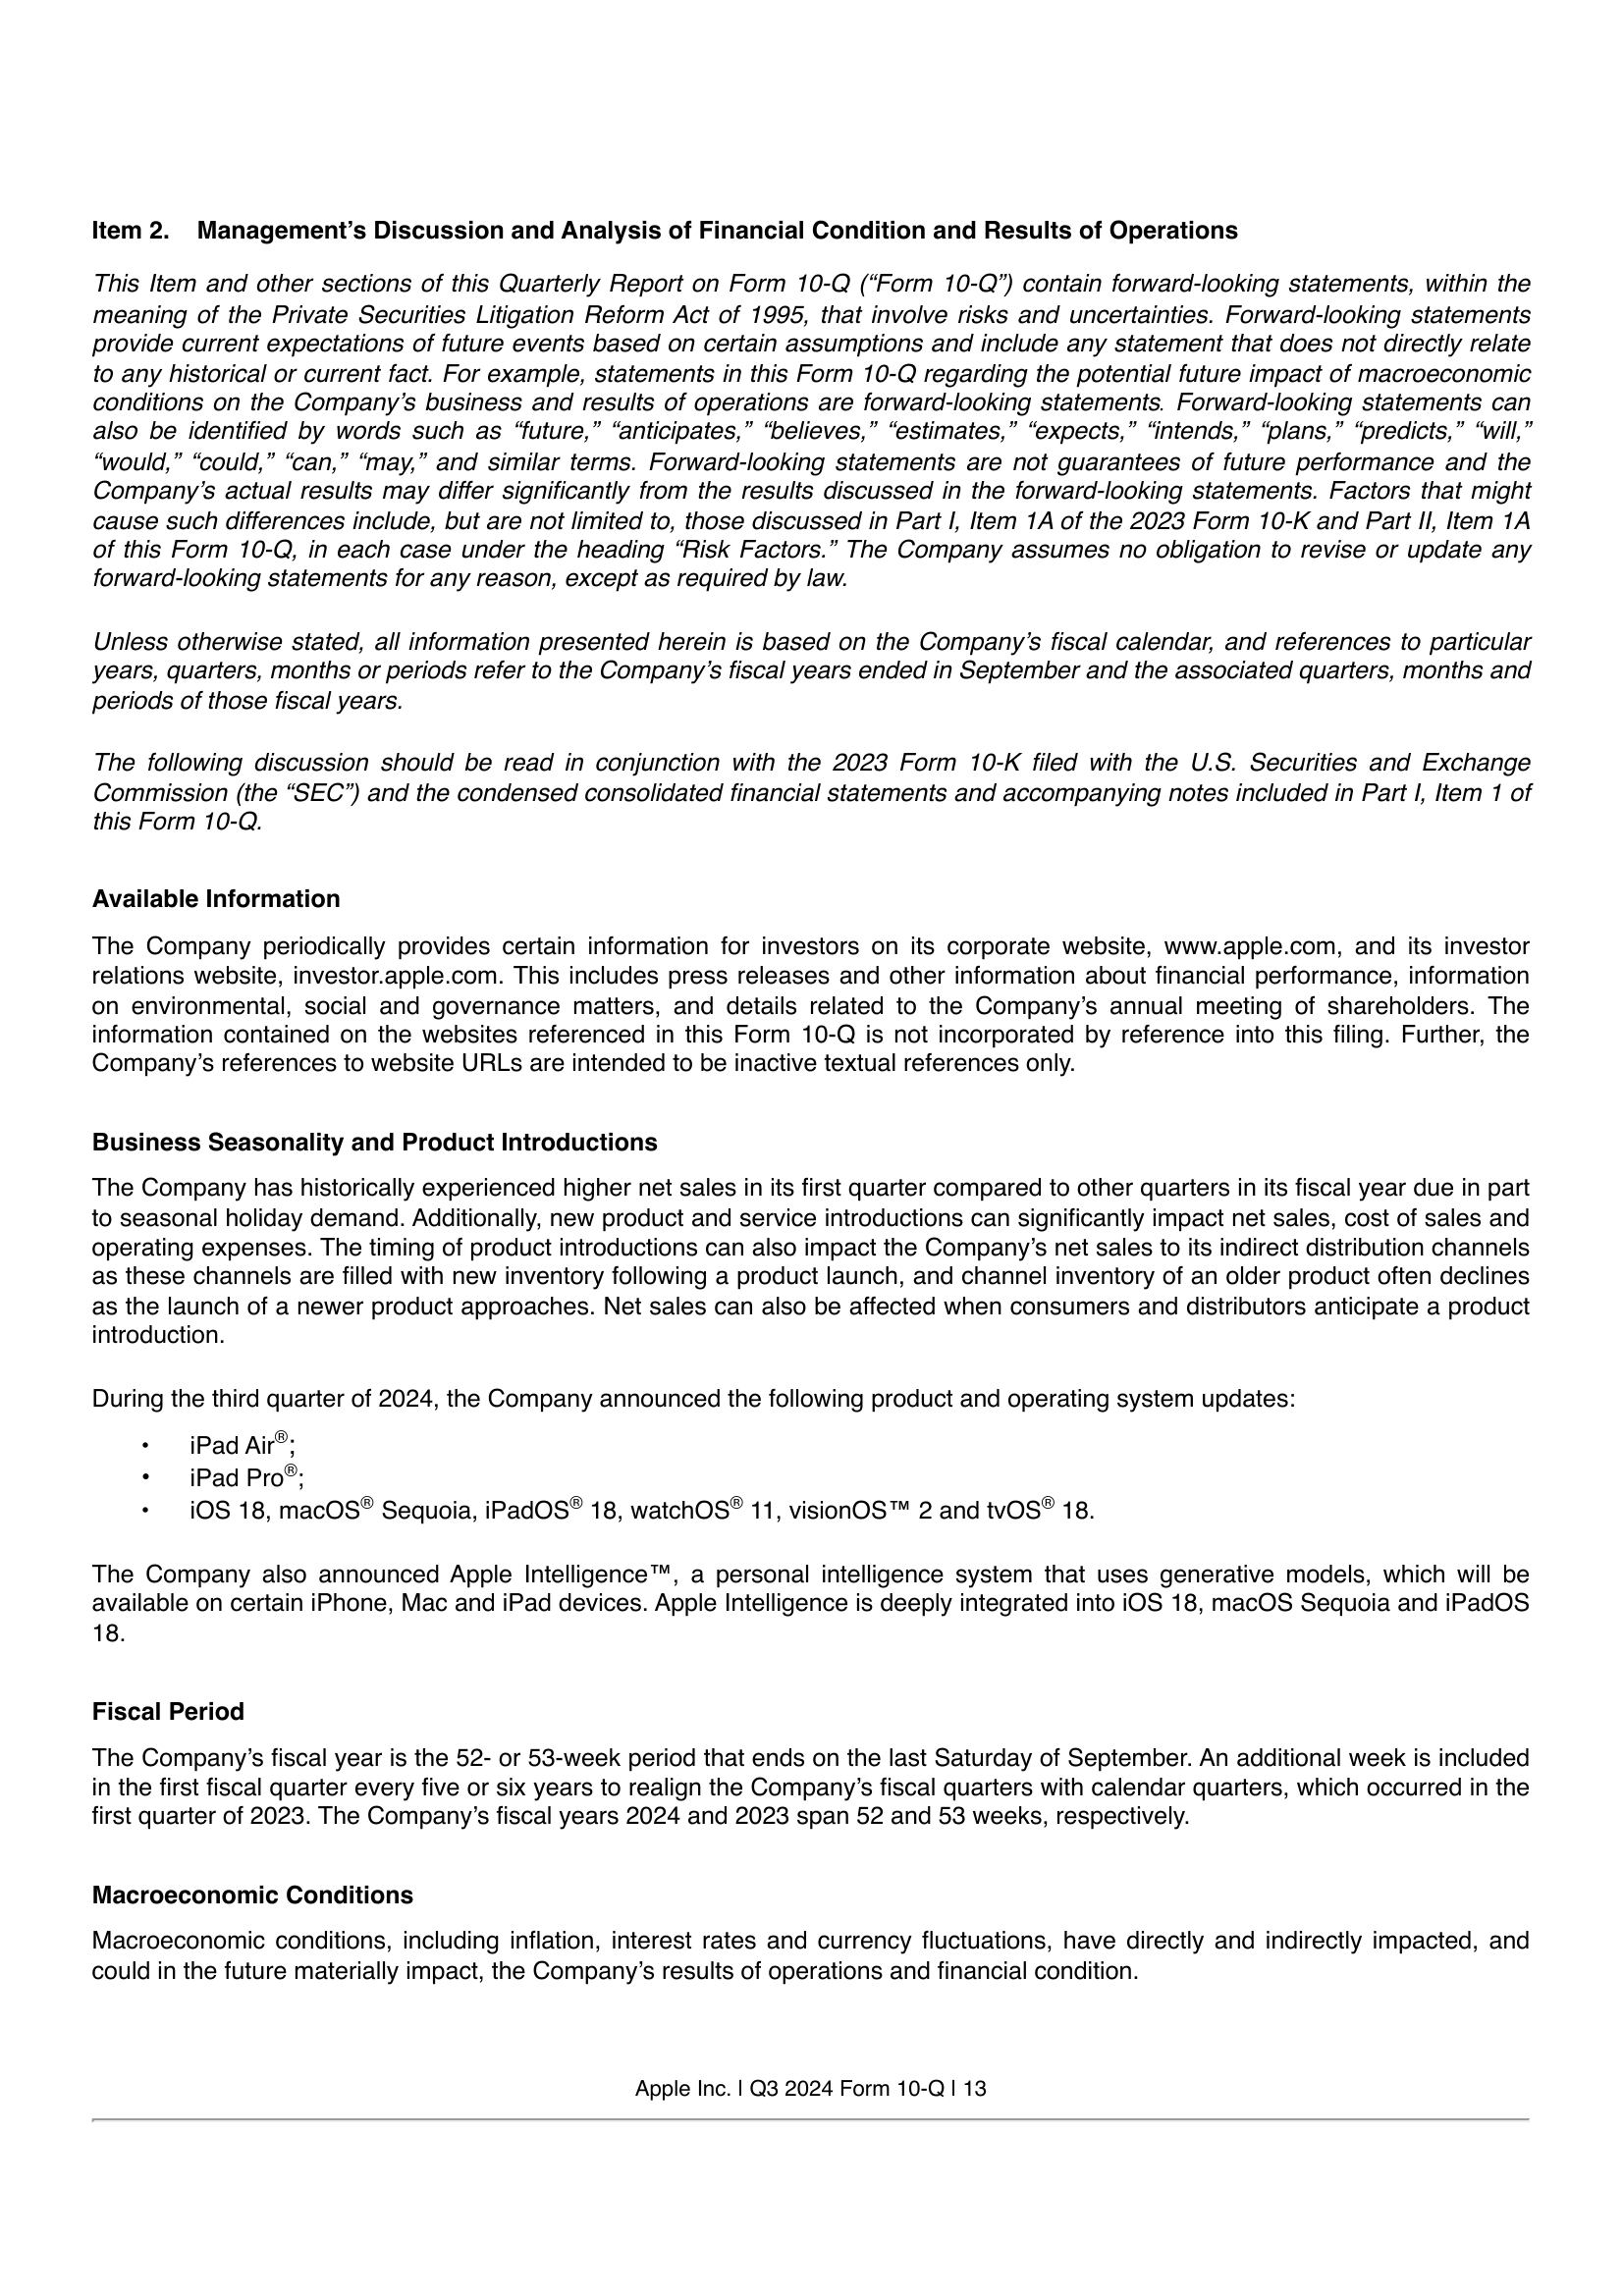 Item 2. Management’s Discussion and Analysis of Financial Condition and Results of Operations
This Item and other sections of this Quarterly Report on Form 10-Q (“Form 10-Q”) contain forward-looking statements, within the
meaning of the Private Securities Litigation Reform Act of 1995, that involve risks and uncertainties. Forward-looking statements
provide current expectations of future events based on certain assumptions and include any statement that does not directly relate
to any historical or current fact. For example, statements in this Form 10-Q regarding the potential future impact of macroeconomic
conditions on the Company’s business and results of operations are forward-looking statements. Forward-looking statements can
also be identified by words such as “future,” “anticipates,” “believes,” “estimates,” “expects,” “intends,” “plans,” “predicts,” “will,”
“would,” “could,” “can,” “may,” and similar terms. Forward-looking statements are not guarantees of future performance and the
Company’s actual results may differ significantly from the results discussed in the forward-looking statements. Factors that might
cause such differences include, but are not limited to, those discussed in Part I, Item 1A of the 2023 Form 10-K and Part II, Item 1A
of this Form 10-Q, in each case under the heading “Risk Factors.” The Company assumes no obligation to revise or update any
forward-looking statements for any reason, except as required by law.
Unless otherwise stated, all information presented herein is based on the Company’s fiscal calendar, and references to particular
years, quarters, months or periods refer to the Company’s fiscal years ended in September and the associated quarters, months and
periods of those fiscal years.
The following discussion should be read in conjunction with the 2023 Form 10-K filed with the U.S. Securities and Exchange
Commission (the “SEC”) and the condensed consolidated financial statements and accompanying notes included in Part I, Item 1 of
this Form 10-Q.
Available Information
The Company periodically provides certain information for investors on its corporate website, www.apple.com, and its investor
relations website, investor.apple.com. This includes press releases and other information about financial performance, information
on environmental, social and governance matters, and details related to the Company’s annual meeting of shareholders. The
information contained on the websites referenced in this Form 10-Q is not incorporated by reference into this filing. Further, the
Company’s references to website URLs are intended to be inactive textual references only.
Business Seasonality and Product Introductions
The Company has historically experienced higher net sales in its first quarter compared to other quarters in its fiscal year due in part
to seasonal holiday demand. Additionally, new product and service introductions can significantly impact net sales, cost of sales and
operating expenses. The timing of product introductions can also impact the Company’s net sales to its indirect distribution channels
as these channels are filled with new inventory following a product launch, and channel inventory of an older product often declines
as the launch of a newer product approaches. Net sales can also be affected when consumers and distributors anticipate a product
introduction.
During the third quarter of 2024, the Company announced the following product and operating system updates:
• iPad Air®;
• iPad Pro®;
• iOS 18, macOS® Sequoia, iPadOS® 18, watchOS® 11, visionOS™ 2 and tvOS® 18.
The Company also announced Apple Intelligence™, a personal intelligence system that uses generative models, which will be
available on certain iPhone, Mac and iPad devices. Apple Intelligence is deeply integrated into iOS 18, macOS Sequoia and iPadOS
18.
Fiscal Period
The Company’s fiscal year is the 52- or 53-week period that ends on the last Saturday of September. An additional week is included
in the first fiscal quarter every five or six years to realign the Company’s fiscal quarters with calendar quarters, which occurred in the
first quarter of 2023. The Company’s fiscal years 2024 and 2023 span 52 and 53 weeks, respectively.
Macroeconomic Conditions
Macroeconomic conditions, including inflation, interest rates and currency fluctuations, have directly and indirectly impacted, and
could in the future materially impact, the Company’s results of operations and financial condition.
Apple Inc. | Q3 2024 Form 10-Q | 13